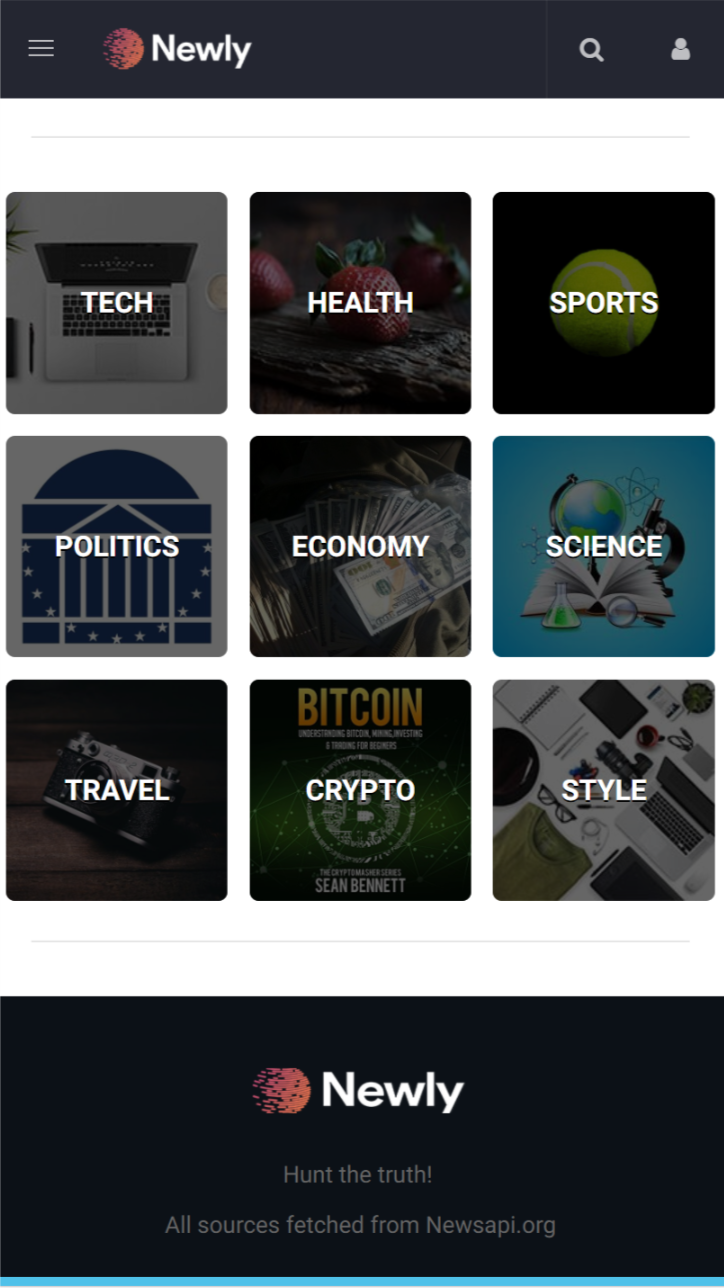 Newly
TECH
HEALTH
SPORTS
POLITICS
ECONOMY
SCIENCE
TRAVEL
BITCOIN
UNDERSTANDING BITCOIN, MINING, INVESTING
& TRADING FOR BEGINERS
CRYPTO
THE CRYPTOMASHER SERIES
SEAN BENNETT
STYLE
Newly
Hunt the truth!
All sources fetched from Newsapi.org